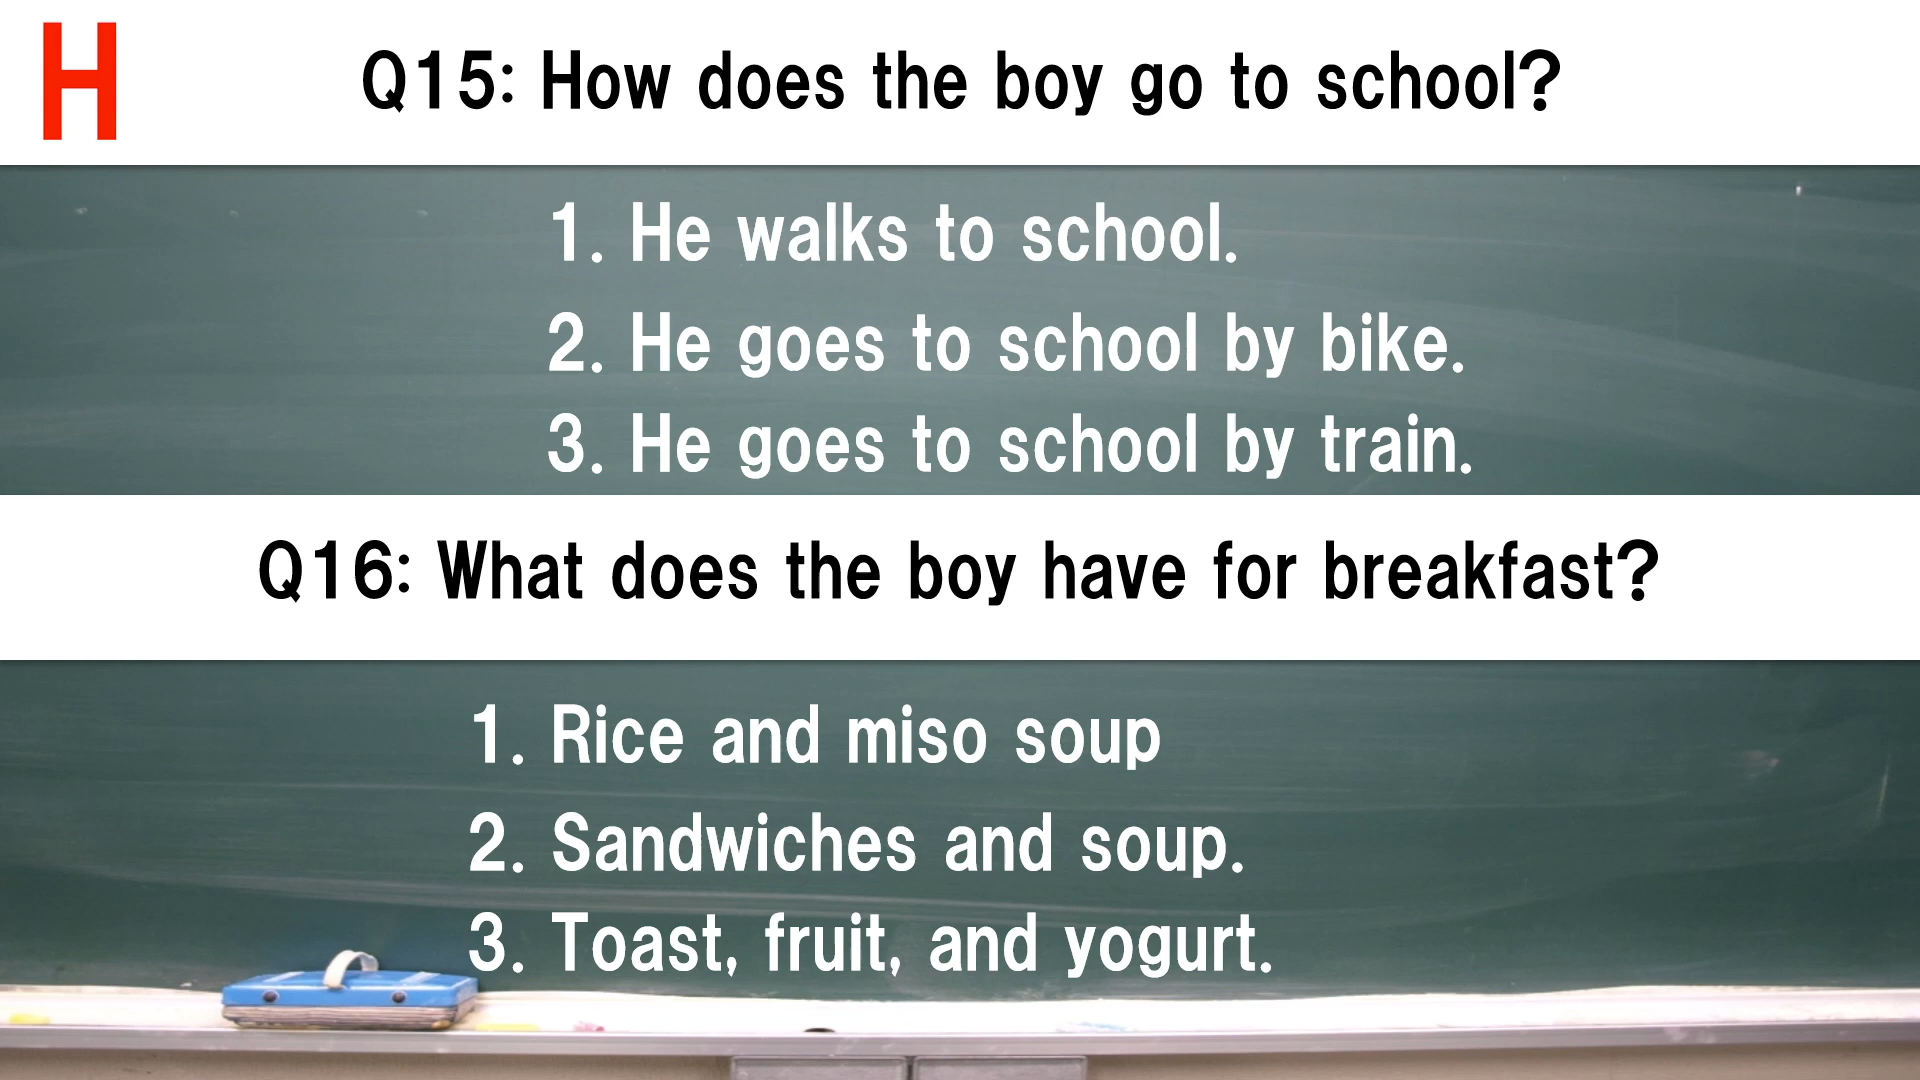 H
Q15: How does the boy go to school?
1. He walks to school.
2. He goes to school by bike.
3. He goes to school by train.
Q16: What does the boy have for breakfast?
1. Rice and miso soup
2. Sandwiches and soup.
3. Toast, fruit, and yogurt.